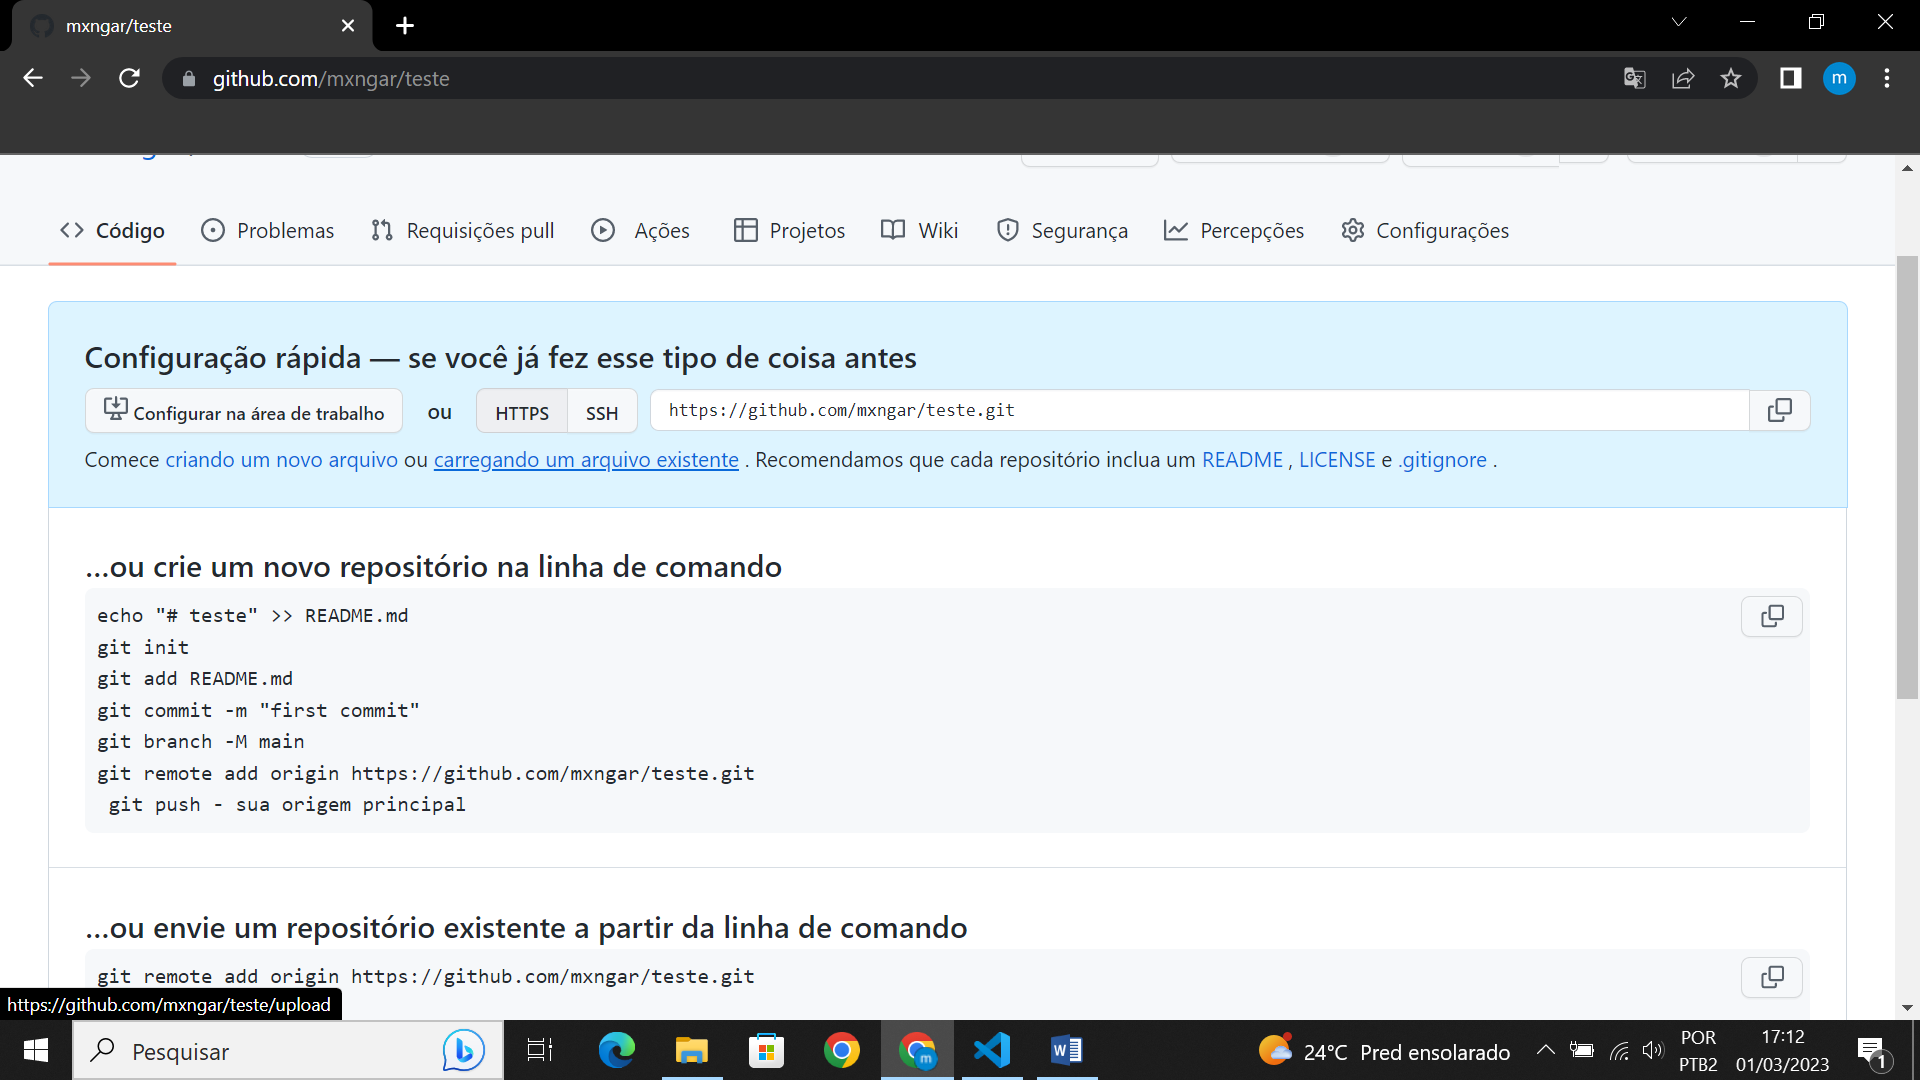 mxngar/teste
github.com/mxngar/teste
m
Código
Problemas
Requisições pull
Ações
Projetos
Wiki
Segurança
Percepções
Configurações
Configuração rápida — se você já fez esse tipo de coisa antes
Configurar na área de trabalho
ou
HTTPS
SSH
https://github.com/mxngar/teste.git
Comece criando um novo arquivo ou carregando um arquivo existente . Recomendamos que cada repositório inclua um README , LICENSE e .gitignore .
…ou crie um novo repositório na linha de comando
echo "# teste" >> README.md
git init
git add README.md
git commit -m "first commit"
git branch -M main
git remote add origin https://github.com/mxngar/teste.git
git push - sua origem principal
…ou envie um repositório existente a partir da linha de comando
git remote add origin https://github.com/mxngar/teste.git
https://github.com/mxngar/teste/upload
Pesquisar
m
24°C Pred ensolarado
POR
PTB2
17:12
01/03/2023
1